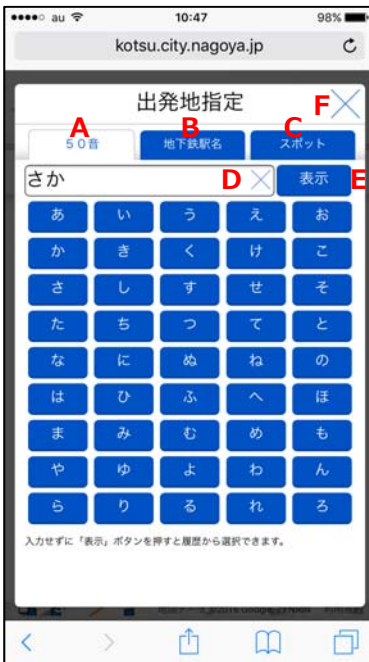 au 10:47 98%
kotsu.city.nagoya.jp
出発地指定 F
A B C
50音 地下鉄駅名 スポット
さか D 表示 E
あ い う え お
か き く け こ
さ し す せ そ
た ち つ て と
な に ぬ ね の
は ひ ふ へ ほ
ま み む め も
や ゆ よ わ ん
ら り る れ ろ
入力せずに「表示」ボタンを押すと履歴から選択できます。